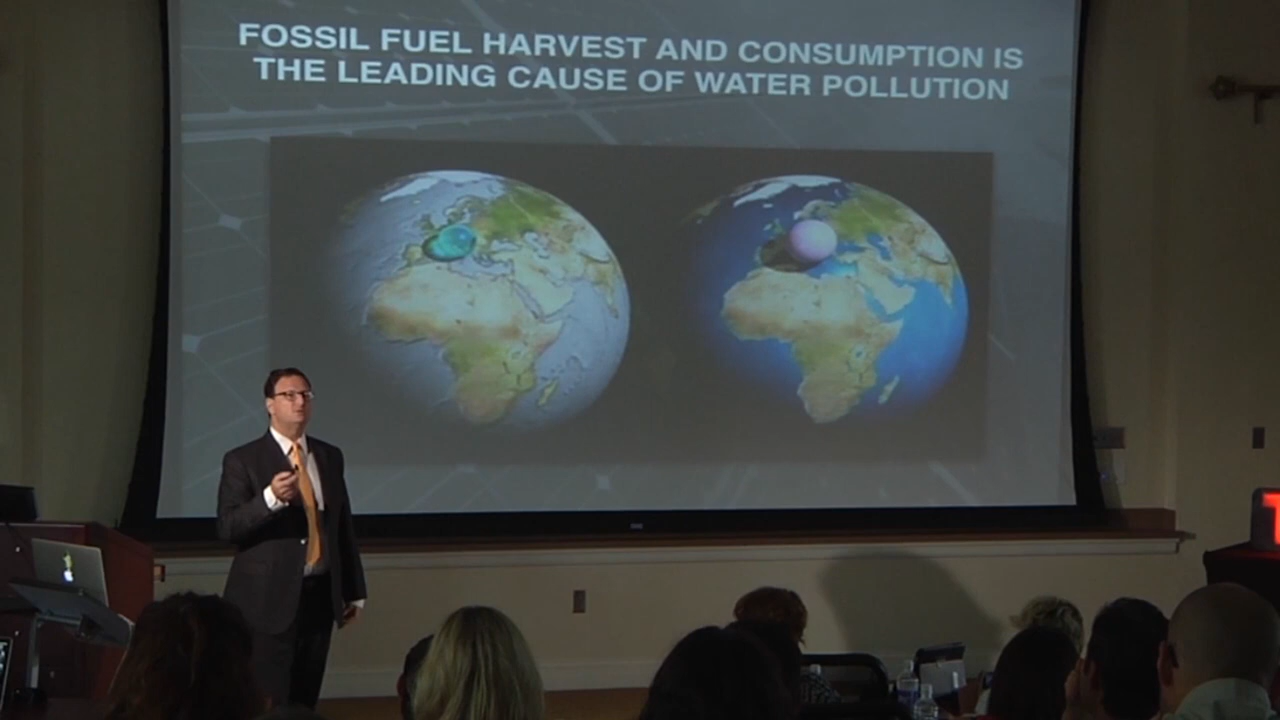 FOSSIL FUEL HARVEST AND CONSUMPTION IS
THE LEADING CAUSE OF WATER POLLUTION
T